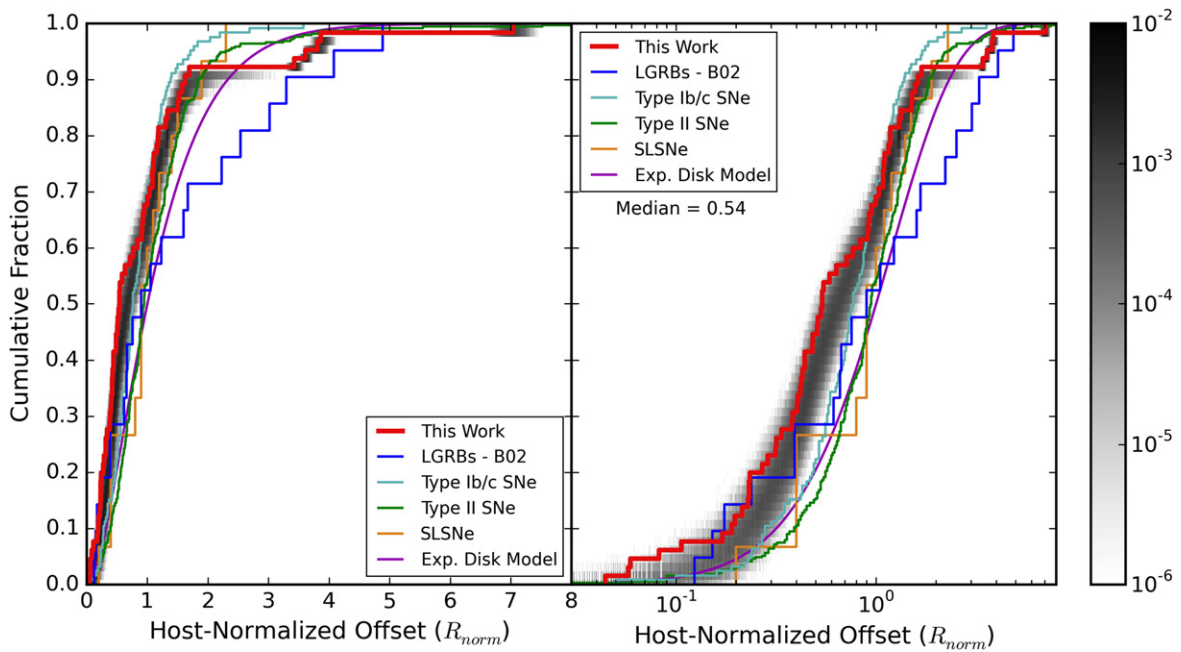 Cumulative Fraction
1.0
0.9
0.8
0.7
0.6
0.5
0.4
0.3
0.2
0.1
0.0
This Work
LGRBs - B02
Type Ib/c SNe
Type II SNe
SLSNe
Exp. Disk Model
0 1 2 3 4 5 6 7 8
Host-Normalized Offset (R_norm)
This Work
LGRBs - B02
Type Ib/c SNe
Type II SNe
SLSNe
Exp. Disk Model
Median = 0.54
10⁻¹ 10⁰
Host-Normalized Offset (R_norm)
10⁻²
10⁻³
10⁻⁴
10⁻⁵
10⁻⁶